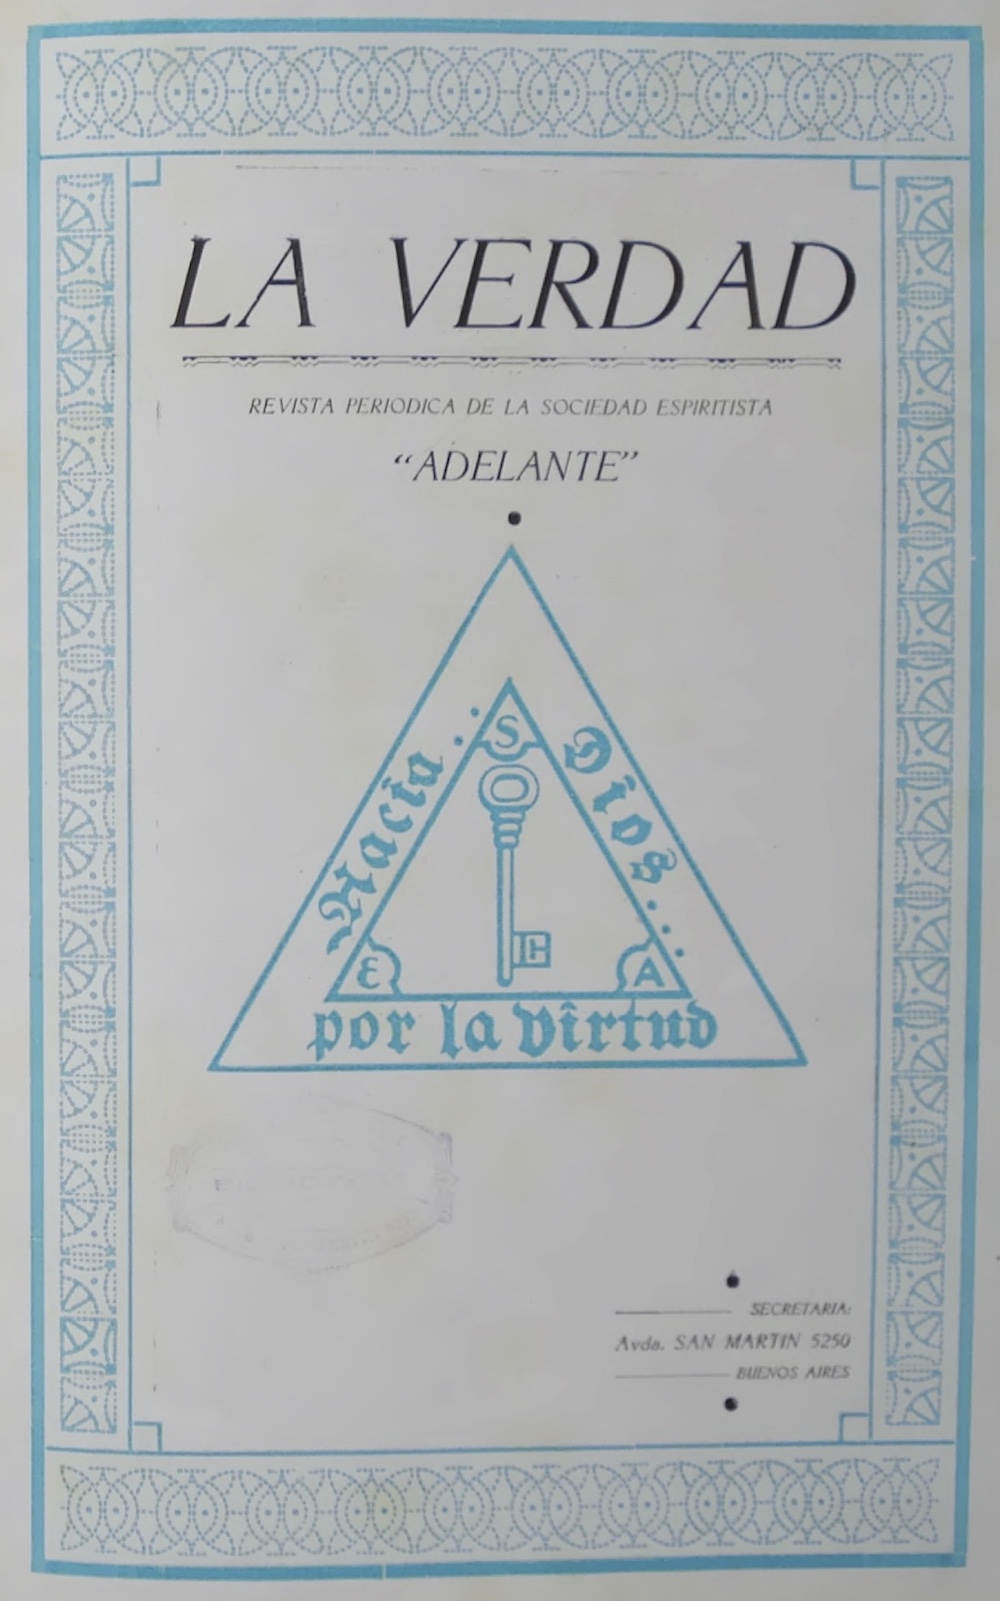 LA VERDAD
REVISTA PERIODICA DE LA SOCIEDAD ESPIRITISTA
“ADELANTE”
Hacia
Dios...
S
E
A
por la Virtud
SECRETARIA:
Avda. SAN MARTIN 5250
BUENOS AIRES